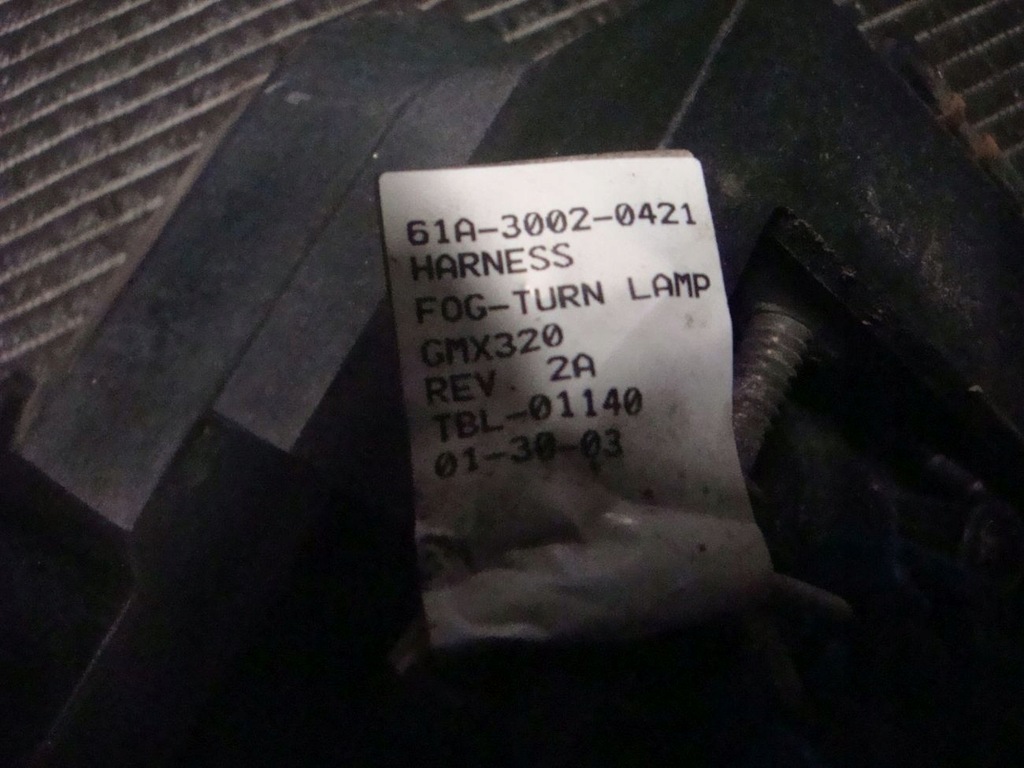 61A-3002-0421
HARNESS
FOG-TURN LAMP
GMX320
REV. 2A
TBL-01140
01-30-03